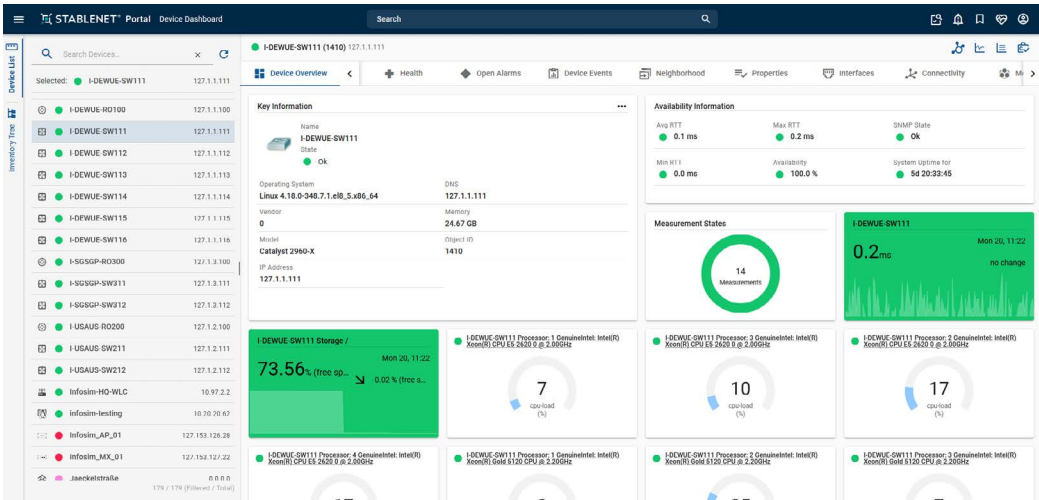 STABLENET® Portal Device Dashboard
Search
Device List
Inventory Tree
Search Devices...
Selected: I-DEWUE-SW111 127.1.1.111
I-DEWUE-RO100 127.1.1.100
I-DEWUE-SW111 127.1.1.111
I-DEWUE-SW112 127.1.1.112
I-DEWUE-SW113 127.1.1.113
I-DEWUE-SW114 127.1.1.114
I-DEWUE-SW115 127.1.1.115
I-DEWUE-SW116 127.1.1.116
I-SGSGP-RO300 127.1.3.100
I-SGSGP-SW311 127.1.3.111
I-SGSGP-SW312 127.1.3.112
I-USAUS-RO200 127.1.2.100
I-USAUS-SW211 127.1.2.111
I-USAUS-SW212 127.1.2.112
Infosim-HQ-WLC 10.97.2.2
infosim-testing 10.20.20.62
Infosim_AP_01 127.153.126.28
Infosim_MX_01 127.153.127.22
Jaeckelstraße 0.0.0.0
179 / 179 (Filtered / Total)
I-DEWUE-SW111 (1410) 127.1.1.111
Device Overview
Health
Open Alarms
Device Events
Neighborhood
Properties
Interfaces
Connectivity
Key Information
Name
I-DEWUE-SW111
State
Ok
Operating System
Linux 4.18.0-348.7.1.el8_5.x86_64
DNS
127.1.1.111
Vendor
0
Memory
24.67 GB
Model
Catalyst 2960-X
Object ID
1410
IP Address
127.1.1.111
Availability Information
Avg RTT
0.1 ms
Max RTT
0.2 ms
SNMP State
Ok
Min RTT
0.0 ms
Availability
100.0 %
System Uptime for
5d 20:33:45
Measurement States
14
Measurements
I-DEWUE-SW111
Mon 20, 11:22
0.2ms
no change
I-DEWUE-SW111 Storage /
Mon 20, 11:22
73.56% (free sp...
0.02 % (free s...
I-DEWUE-SW111 Processor: 1 GenuineIntel: Intel(R)
Xeon(R) CPU E5-2620 0 @ 2.00GHz
7
cpu-load
(%)
I-DEWUE-SW111 Processor: 3 GenuineIntel: Intel(R)
Xeon(R) CPU E5-2620 0 @ 2.00GHz
10
cpu-load
(%)
I-DEWUE-SW111 Processor: 2 GenuineIntel: Intel(R)
Xeon(R) CPU E5-2620 0 @ 2.00GHz
17
cpu-load
(%)
I-DEWUE-SW111 Processor: 4 GenuineIntel: Intel(R)
Xeon(R) CPU E5-2620 0 @ 2.00GHz
I-DEWUE-SW111 Processor: 1 GenuineIntel: Intel(R)
Xeon(R) Gold 5120 CPU @ 2.20GHz
I-DEWUE-SW111 Processor: 2 GenuineIntel: Intel(R)
Xeon(R) Gold 5120 CPU @ 2.20GHz
I-DEWUE-SW111 Processor: 3 GenuineIntel: Intel(R)
Xeon(R) Gold 5120 CPU @ 2.20GHz